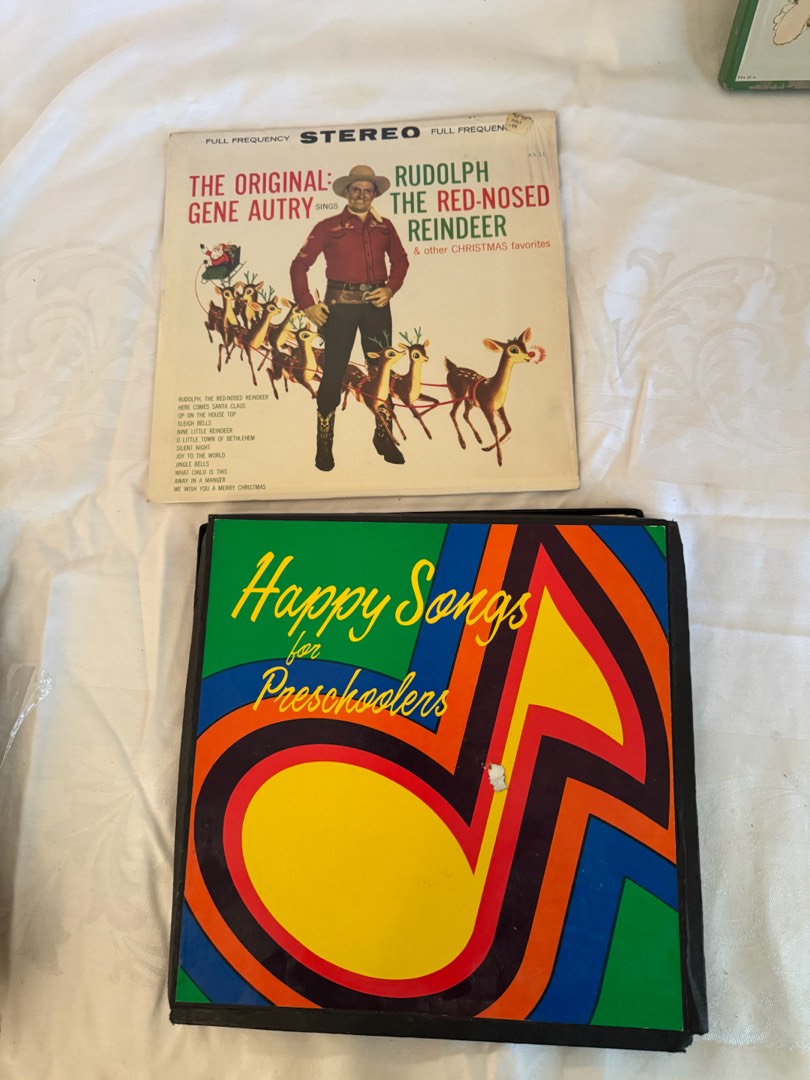 FULL FREQUENCY STEREO FULL FREQUENCY
THE ORIGINAL:
GENE AUTRY SINGS
RUDOLPH
THE RED-NOSED
REINDEER
& other CHRISTMAS favorites
RUDOLPH, THE RED-NOSED REINDEER
HERE COMES SANTA CLAUS
UP ON THE HOUSE TOP
SLEIGH BELLS
NINE LITTLE REINDEER
O LITTLE TOWN OF BETHLEHEM
SILENT NIGHT
JOY TO THE WORLD
JINGLE BELLS
WHAT CHILD IS THIS
AWAY IN A MANGER
WE WISH YOU A MERRY CHRISTMAS
Happy Songs
for
Preschoolers